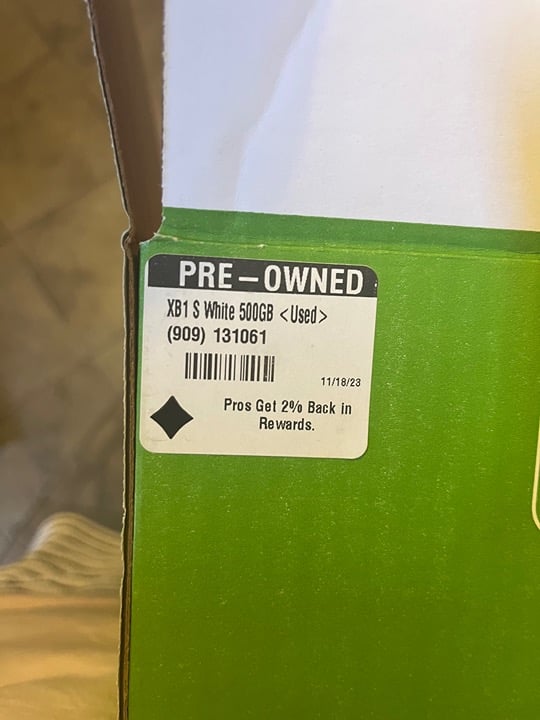 PRE-OWNED
XB1 S White 500GB <Used>
(909) 131061
11/18/23
Pros Get 2% Back in
Rewards.